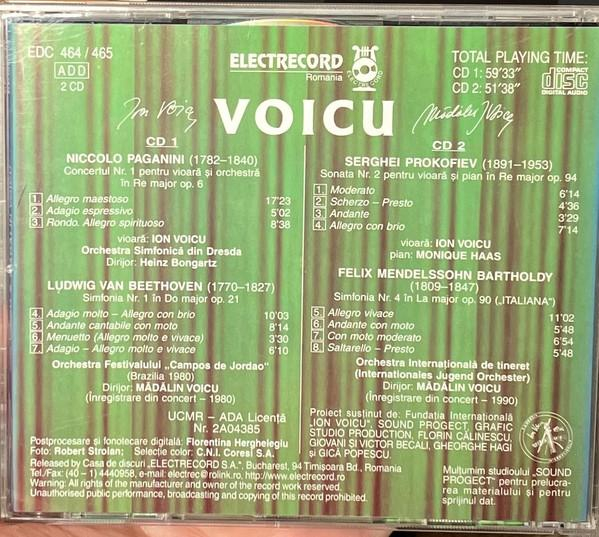 EDC 464 / 465
ADD
2 CD
ELECTRECORD
Romania
ELECTRECORD
TOTAL PLAYING TIME:
CD 1: 59'33"
CD 2: 51'38"
COMPACT
disc
DIGITAL AUDIO
Ion Voicu
VOICU
Mădălin Voicu
CD 1
NICCOLO PAGANINI (1782–1840)
Concertul Nr. 1 pentru vioară și orchestră
în Re major op. 6
1. Allegro maestoso 17'23
2. Adagio espressivo 5'02
3. Rondo. Allegro spirituoso 8'38
vioară: ION VOICU
Orchestra Simfonică din Dresda
Dirijor: Heinz Bongartz
LUDWIG VAN BEETHOVEN (1770–1827)
Simfonia Nr. 1 în Do major op. 21
4. Adagio molto – Allegro con brio 10'03
5. Andante cantabile con moto 8'14
6. Menuetto (Allegro molto e vivace) 3'30
7. Adagio – Allegro molto e vivace 6'10
Orchestra Festivalului „Campos de Jordao"
(Brazilia 1980)
Dirijor: MĂDĂLIN VOICU
(Înregistrare din concert – 1980)
UCMR – ADA Licență
Nr. 2A04385
CD 2
SERGHEI PROKOFIEV (1891–1953)
Sonata Nr. 2 pentru vioară și pian în Re major op. 94
1. Moderato 6'14
2. Scherzo – Presto 4'36
3. Andante 3'29
4. Allegro con brio 7'14
vioară: ION VOICU
pian: MONIQUE HAAS
FELIX MENDELSSOHN BARTHOLDY
(1809–1847)
Simfonia Nr. 4 în La major op. 90 („ITALIANA")
5. Allegro vivace 11'02
6. Andante con moto 5'48
7. Con moto moderato 6'54
8. Saltarello – Presto 5'48
Orchestra Internațională de tineret
(Internationales Jugend Orchester)
Dirijor: MĂDĂLIN VOICU
(Înregistrare din concert – 1990)
Proiect susținut de: Fundația Internațională
„ION VOICU", SOUND PROGECT, GRAFIC
STUDIO PRODUCTION, FLORIN CĂLINESCU,
GIOVANI SI VICTOR BECALI, GHEORGHE HAGI
și GICĂ POPESCU.
Postprocesare și fonolecare digitală: Florentina Herghelegiu
Foto: Robert Stroian; Selecție color: C.N.I. Coresi S.A.
Released by Casa de discuri „ELECTRECORD S.A.", Bucharest, 94 Timișoara Bd., Romania
Tel./Fax (40 – 1) 4440958, e-mail: electrec@rolink.ro, http://www.electrecord.ro
Warning: All rights of the manufacturer and owner of the record work reserved.
Unauthorised public performance, broadcasting and copying of this record prohibited.
Mulțumim studioului „SOUND
PROGECT" pentru prelucra-
rea materialului și pentru
sprijinul dat.